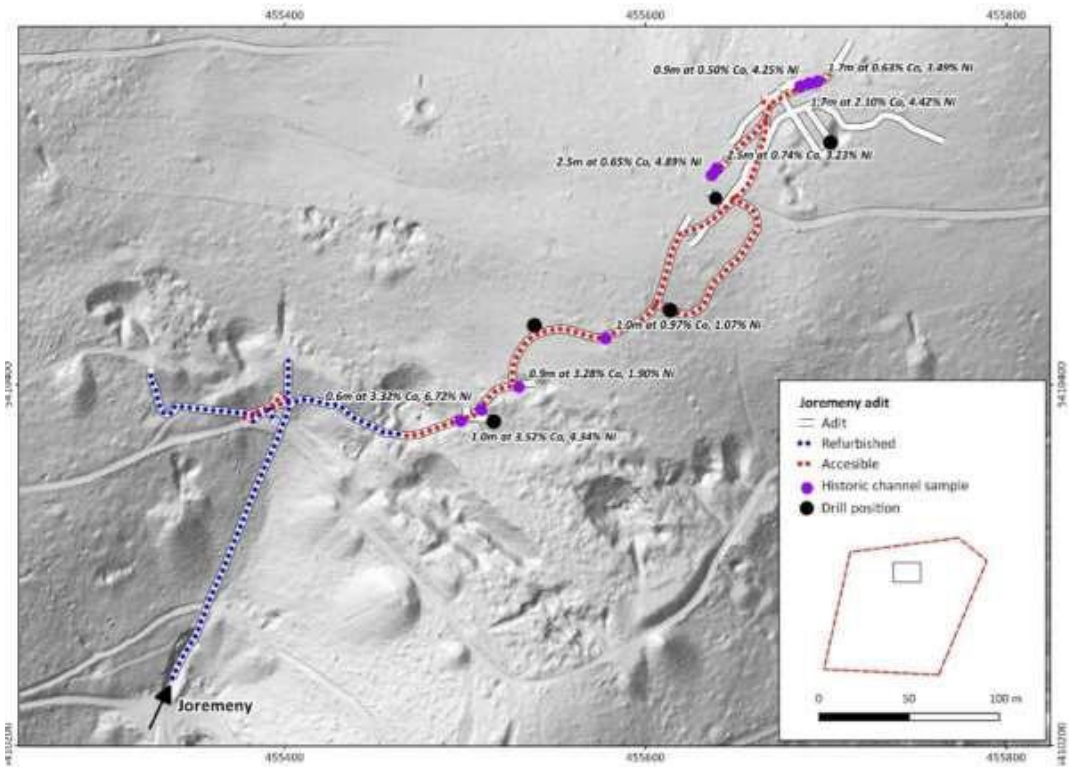 455400
455600
455800
0.9m at 0.50% Co, 4.25% Ni
1.7m at 0.63% Co, 3.49% Ni
1.7m at 2.10% Co, 4.42% Ni
2.5m at 0.65% Co, 4.89% Ni
2.5m at 0.74% Co, 3.23% Ni
1.0m at 0.97% Co, 1.07% Ni
0.9m at 3.28% Co, 1.90% Ni
0.6m at 3.32% Co, 6.72% Ni
1.0m at 3.52% Co, 4.34% Ni
Joremeny
Joremeny adit
Adit
Refurbished
Accesible
Historic channel sample
Drill position
0 50 100 m
455400
455600
455800